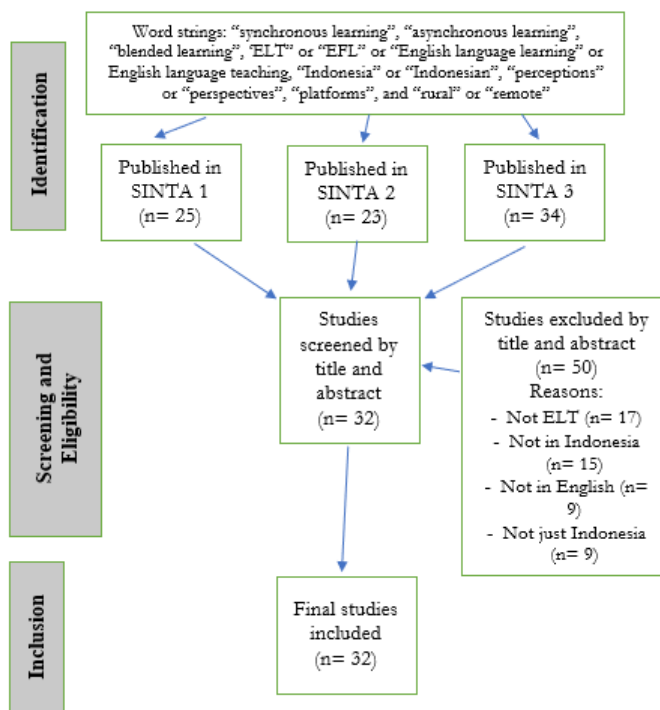 Word strings: “synchronous learning”, “asynchronous learning”,
“blended learning”, ‘ELT” or “EFL” or “English language learning” or
English language teaching, “Indonesia” or “Indonesian”, “perceptions”
or “perspectives”, “platforms”, and “rural” or “remote”
Identification
Published in
SINTA 1
(n= 25)
Published in
SINTA 2
(n= 23)
Published in
SINTA 3
(n= 34)
Screening and
Eligibility
Studies
screened by
title and
abstract
(n= 32)
Studies excluded by
title and abstract
(n= 50)
Reasons:
- Not ELT (n= 17)
- Not in Indonesia
(n= 15)
- Not in English (n=
9)
- Not just Indonesia
(n= 9)
Inclusion
Final studies
included
(n= 32)